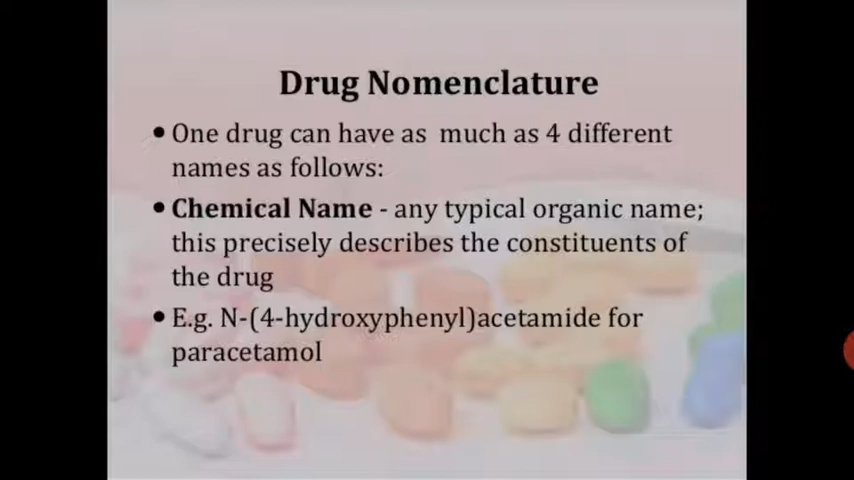 Drug Nomenclature
• One drug can have as  much as 4 different
names as follows:
• Chemical Name - any typical organic name;
this precisely describes the constituents of
the drug
• E.g. N-(4-hydroxyphenyl)acetamide for
paracetamol